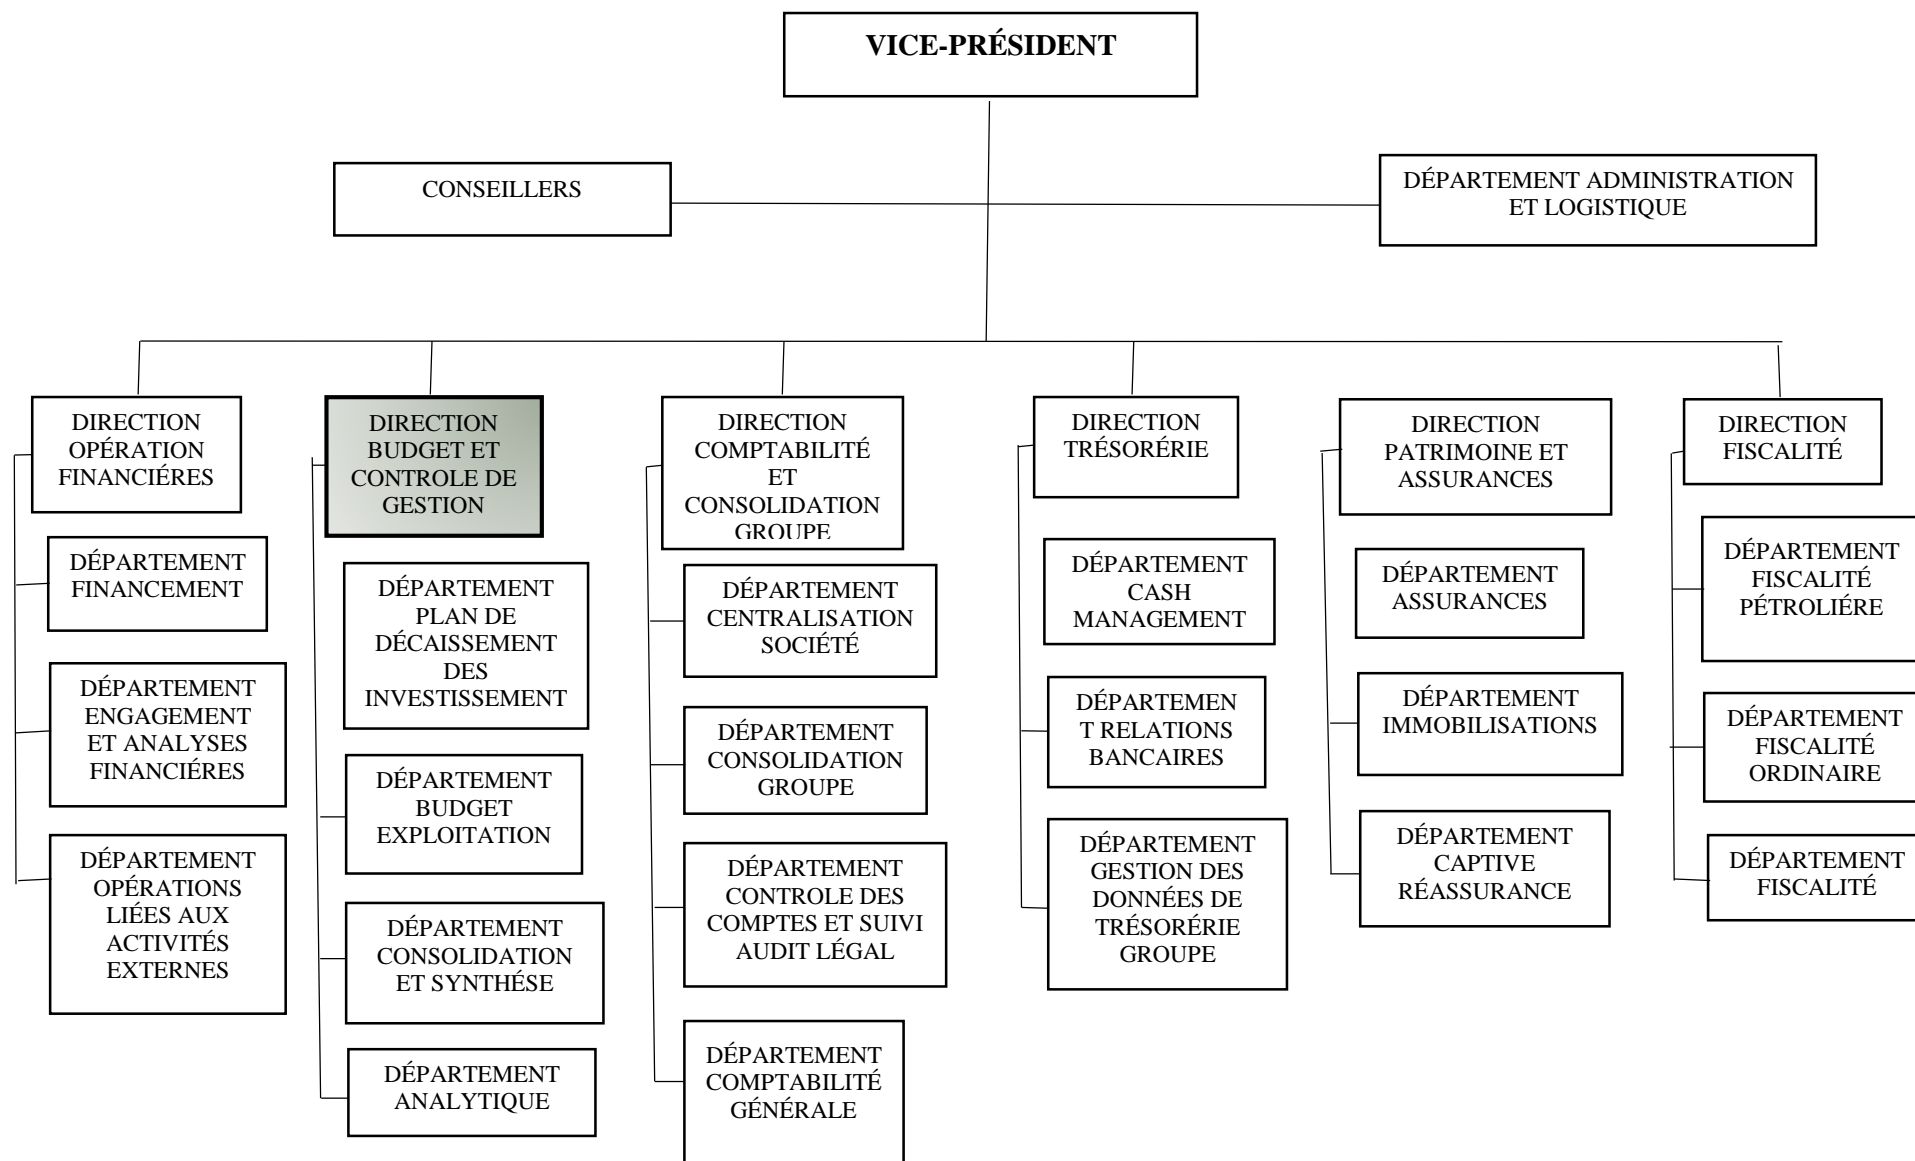 VICE-PRÉSIDENT
CONSEILLERS
DÉPARTEMENT ADMINISTRATION
ET LOGISTIQUE
DIRECTION
OPÉRATION
FINANCIÉRES
DÉPARTEMENT
FINANCEMENT
DÉPARTEMENT
ENGAGEMENT
ET ANALYSES
FINANCIÉRES
DÉPARTEMENT
OPÉRATIONS
LIÉES AUX
ACTIVITÉS
EXTERNES
DIRECTION
BUDGET ET
CONTROLE DE
GESTION
DÉPARTEMENT
PLAN DE
DÉCAISSEMENT
DES
INVESTISSEMENT
DÉPARTEMENT
BUDGET
EXPLOITATION
DÉPARTEMENT
CONSOLIDATION
ET SYNTHÉSE
DÉPARTEMENT
ANALYTIQUE
DIRECTION
COMPTABILITÉ
ET
CONSOLIDATION
GROUPE
DÉPARTEMENT
CENTRALISATION
SOCIÉTÉ
DÉPARTEMENT
CONSOLIDATION
GROUPE
DÉPARTEMENT
CONTROLE DES
COMPTES ET SUIVI
AUDIT LÉGAL
DÉPARTEMENT
COMPTABILITÉ
GÉNÉRALE
DIRECTION
TRÉSORÉRIE
DÉPARTEMENT
CASH
MANAGEMENT
DÉPARTEMEN
T RELATIONS
BANCAIRES
DÉPARTEMENT
GESTION DES
DONNÉES DE
TRÉSORÉRIE
GROUPE
DIRECTION
PATRIMOINE ET
ASSURANCES
DÉPARTEMENT
ASSURANCES
DÉPARTEMENT
IMMOBILISATIONS
DÉPARTEMENT
CAPTIVE
RÉASSURANCE
DIRECTION
FISCALITÉ
DÉPARTEMENT
FISCALITÉ
PÉTROLIÉRE
DÉPARTEMENT
FISCALITÉ
ORDINAIRE
DÉPARTEMENT
FISCALITÉ